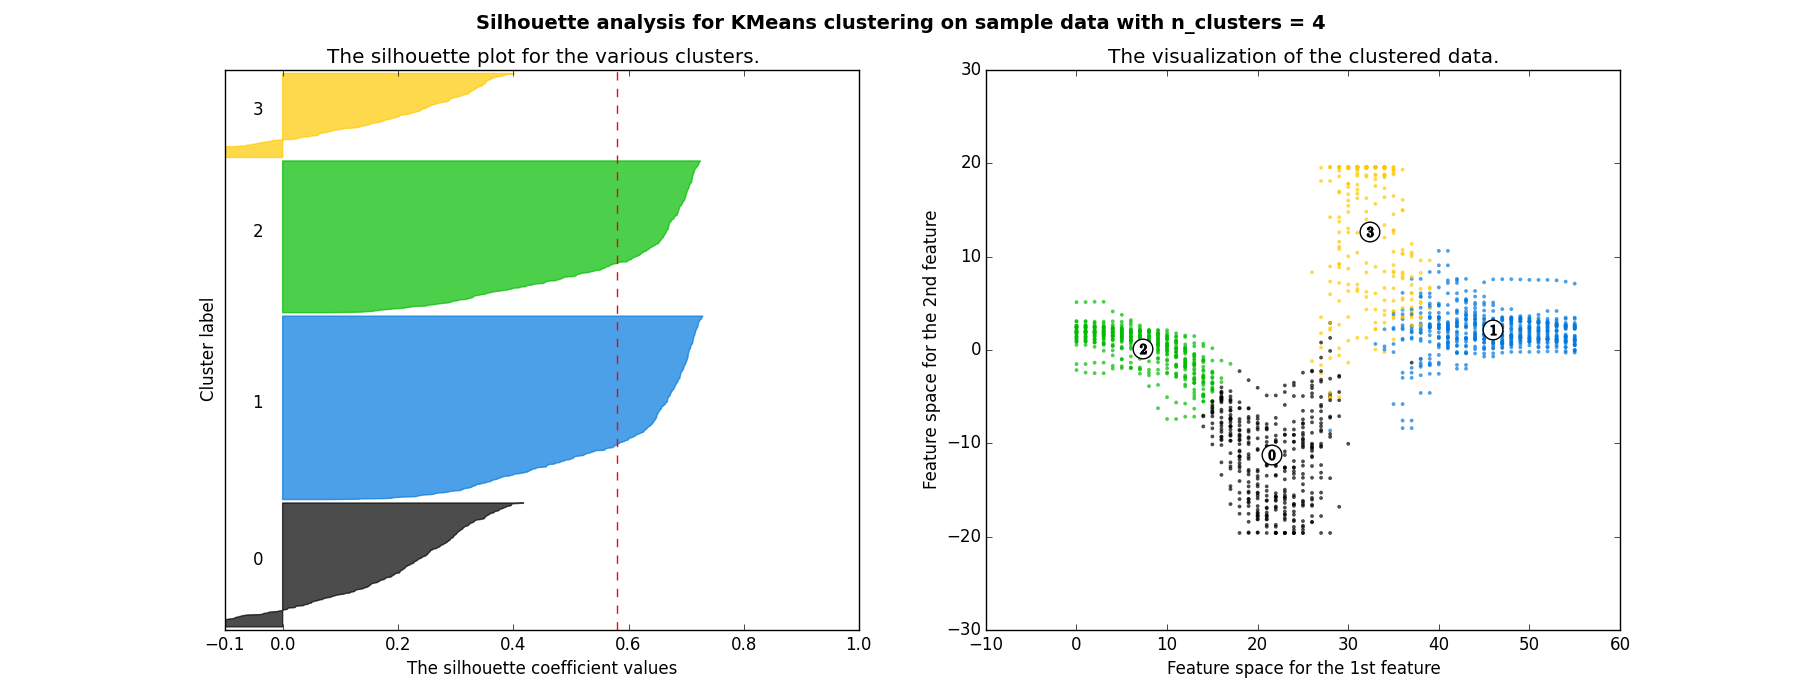 Silhouette analysis for KMeans clustering on sample data with n_clusters = 4
The silhouette plot for the various clusters.
3
2
1
0
Cluster label
−0.1 0.0 0.2 0.4 0.6 0.8 1.0
The silhouette coefficient values
The visualization of the clustered data.
30
20
10
0
−10
−20
−30
Feature space for the 2nd feature
3
1
2
0
−10 0 10 20 30 40 50 60
Feature space for the 1st feature